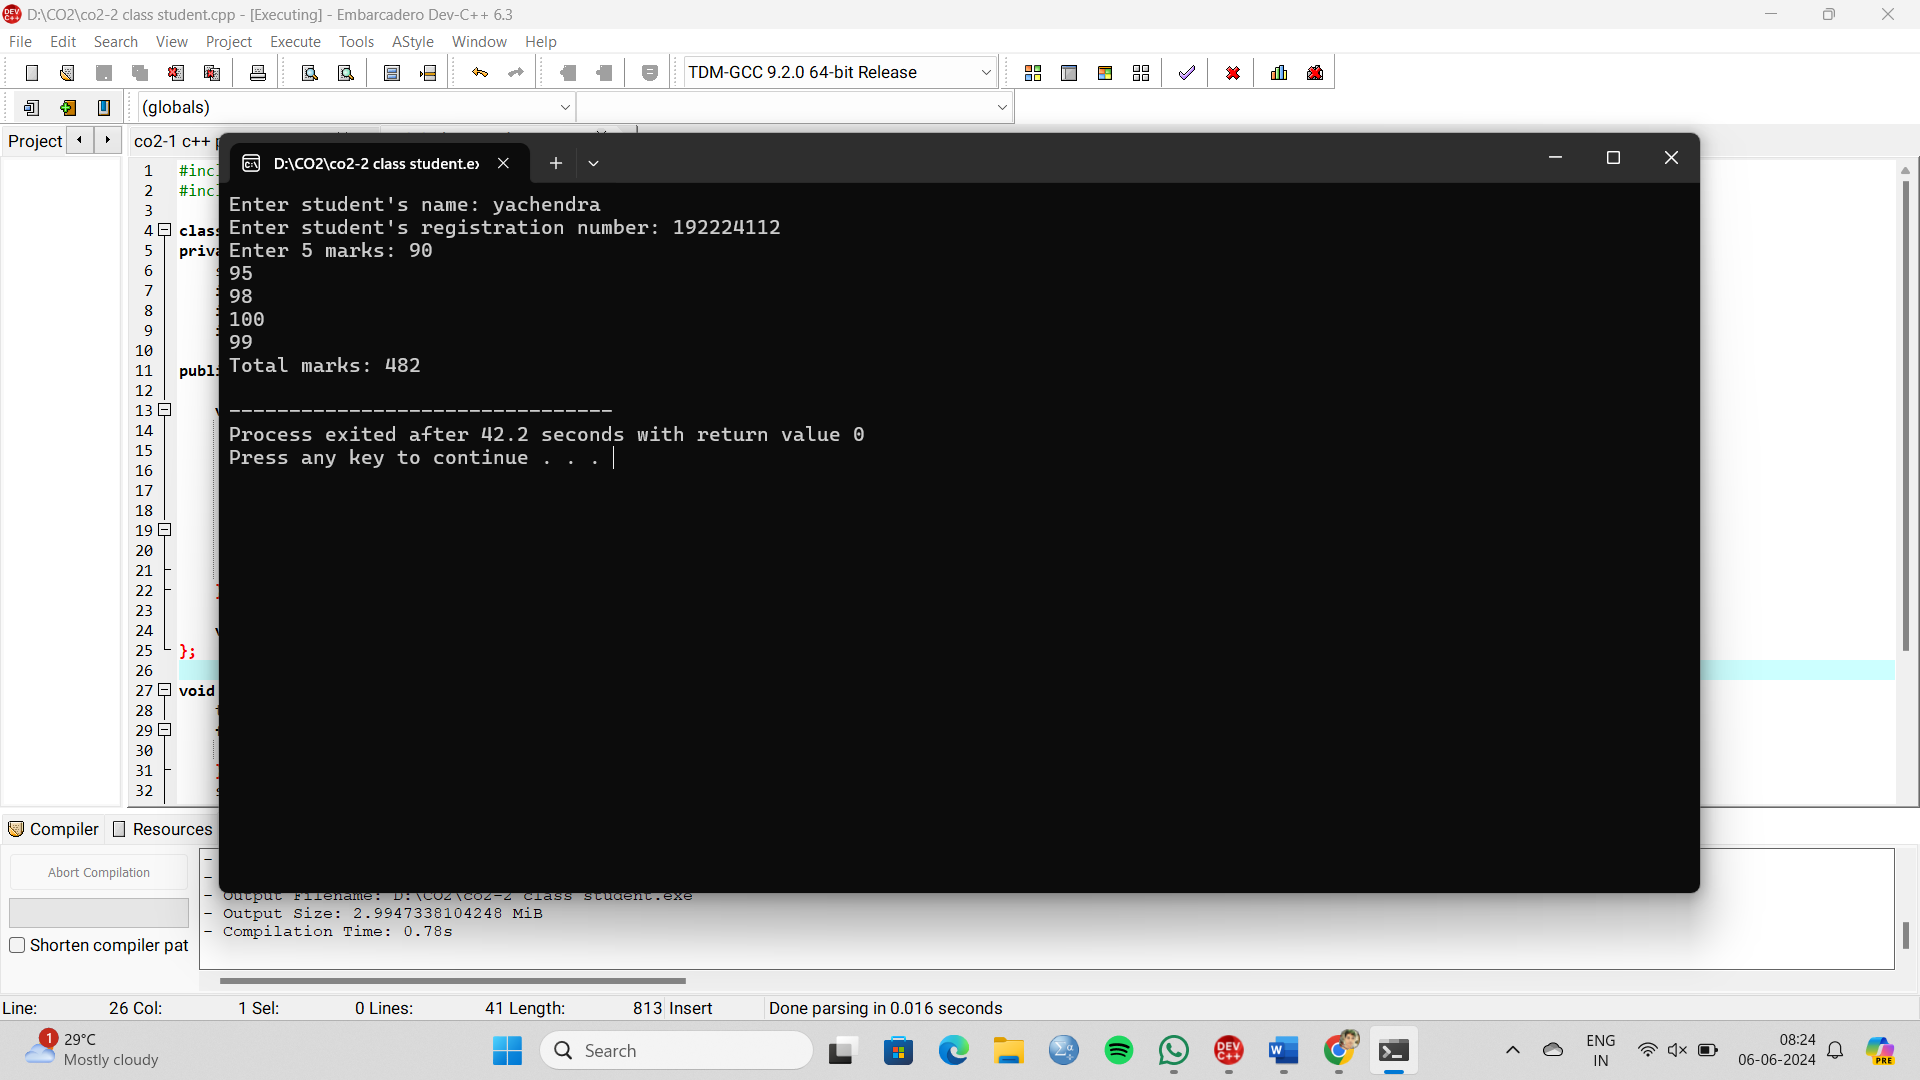 D:\CO2\co2-2 class student.cpp - [Executing] - Embarcadero Dev-C++ 6.3
File Edit Search View Project Execute Tools AStyle Window Help
TDM-GCC 9.2.0 64-bit Release
(globals)
Project
co2-1 c++
D:\CO2\co2-2 class student.ex
1 #incl
2 #incl
3
4 clas
5 priva
6
7
8
9
10
11 publi
12
13
14
15
16
17
18
19
20
21
22
23
24
25 };
26
27 void
28
29
30
31
32
Enter student's name: yachendra
Enter student's registration number: 192224112
Enter 5 marks: 90
95
98
100
99
Total marks: 482
--------------------------------
Process exited after 42.2 seconds with return value 0
Press any key to continue . . .
Compiler Resources
Abort Compilation
Shorten compiler pat
- Output Filename: D:\CO2\co2-2 class student.exe
- Output Size: 2.9947338104248 MiB
- Compilation Time: 0.78s
Line: 26 Col: 1 Sel: 0 Lines: 41 Length: 813 Insert Done parsing in 0.016 seconds
1
29°C
Mostly cloudy
Search
DEV C++
PRE
ENG
IN
08:24
06-06-2024